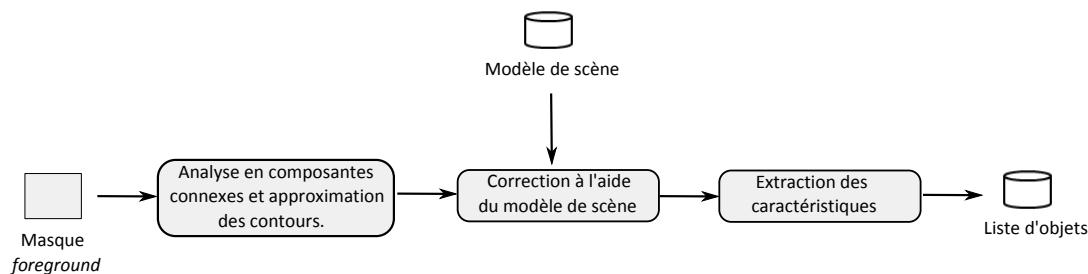 Modèle de scène
Analyse en composantes
connexes et approximation
des contours.
Correction à l'aide
du modèle de scène
Extraction des
caractéristiques
Masque
foreground
Liste d'objets